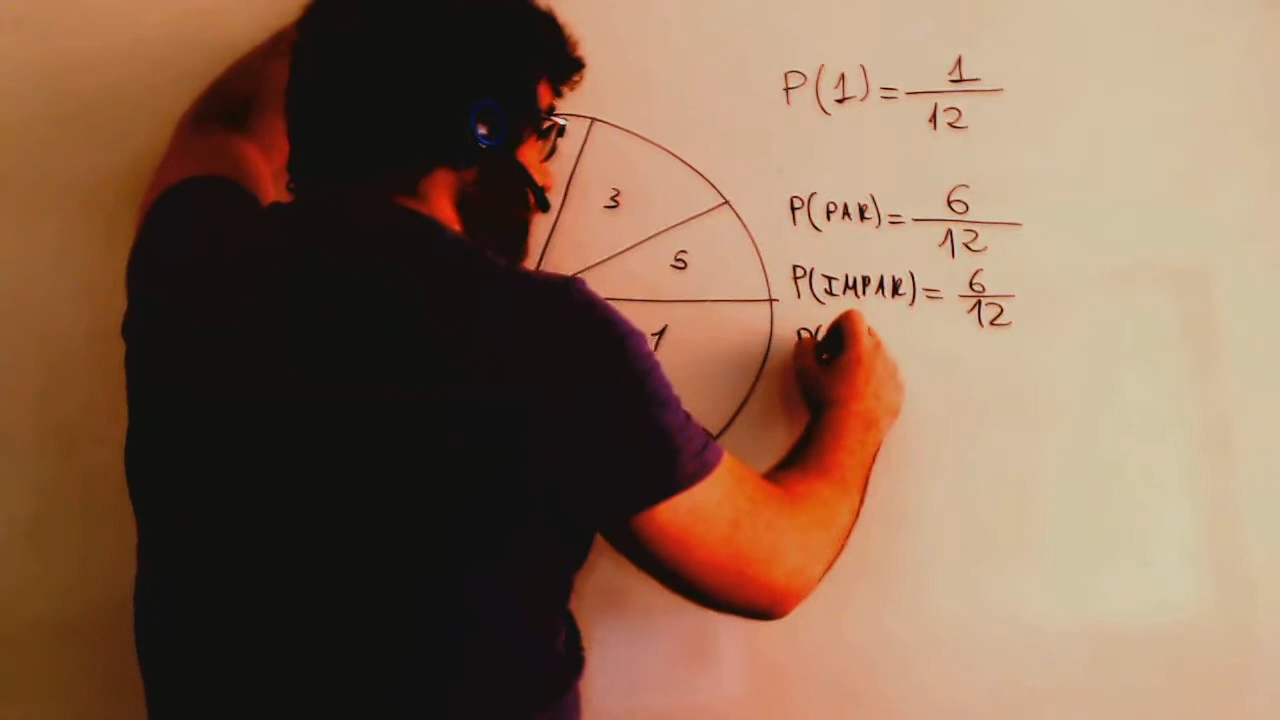 P(1) = 1/12
3
P(PAR) = 6/12
5
P(IMPAR) = 6/12
1
P(